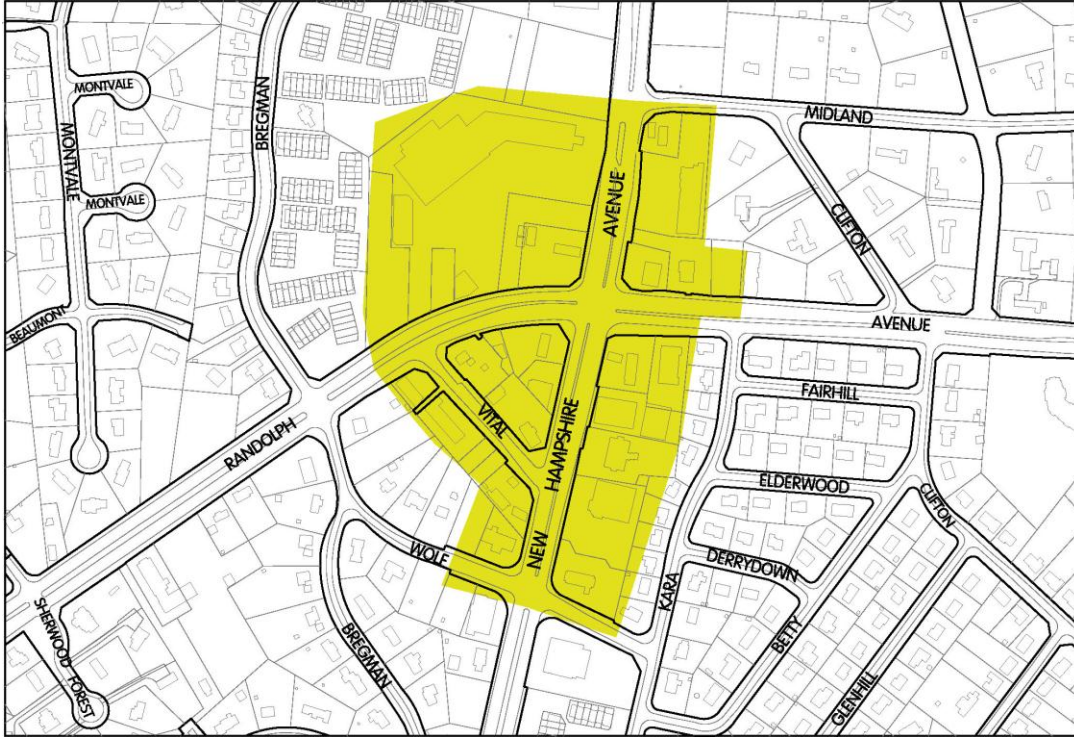 MONTVALE
BREGMAN
MIDLAND
MONTVALE
MONTVALE
AVENUE
CLIFTON
BEAUMONT
AVENUE
FAIRHILL
RANDOLPH
VITAL
HAMPSHIRE
ELDERWOOD
CLIFTON
NEW
WOLF
DERRYDOWN
KARA
SHERWOOD
FOREST
BREGMAN
BETTY
GLENHILL